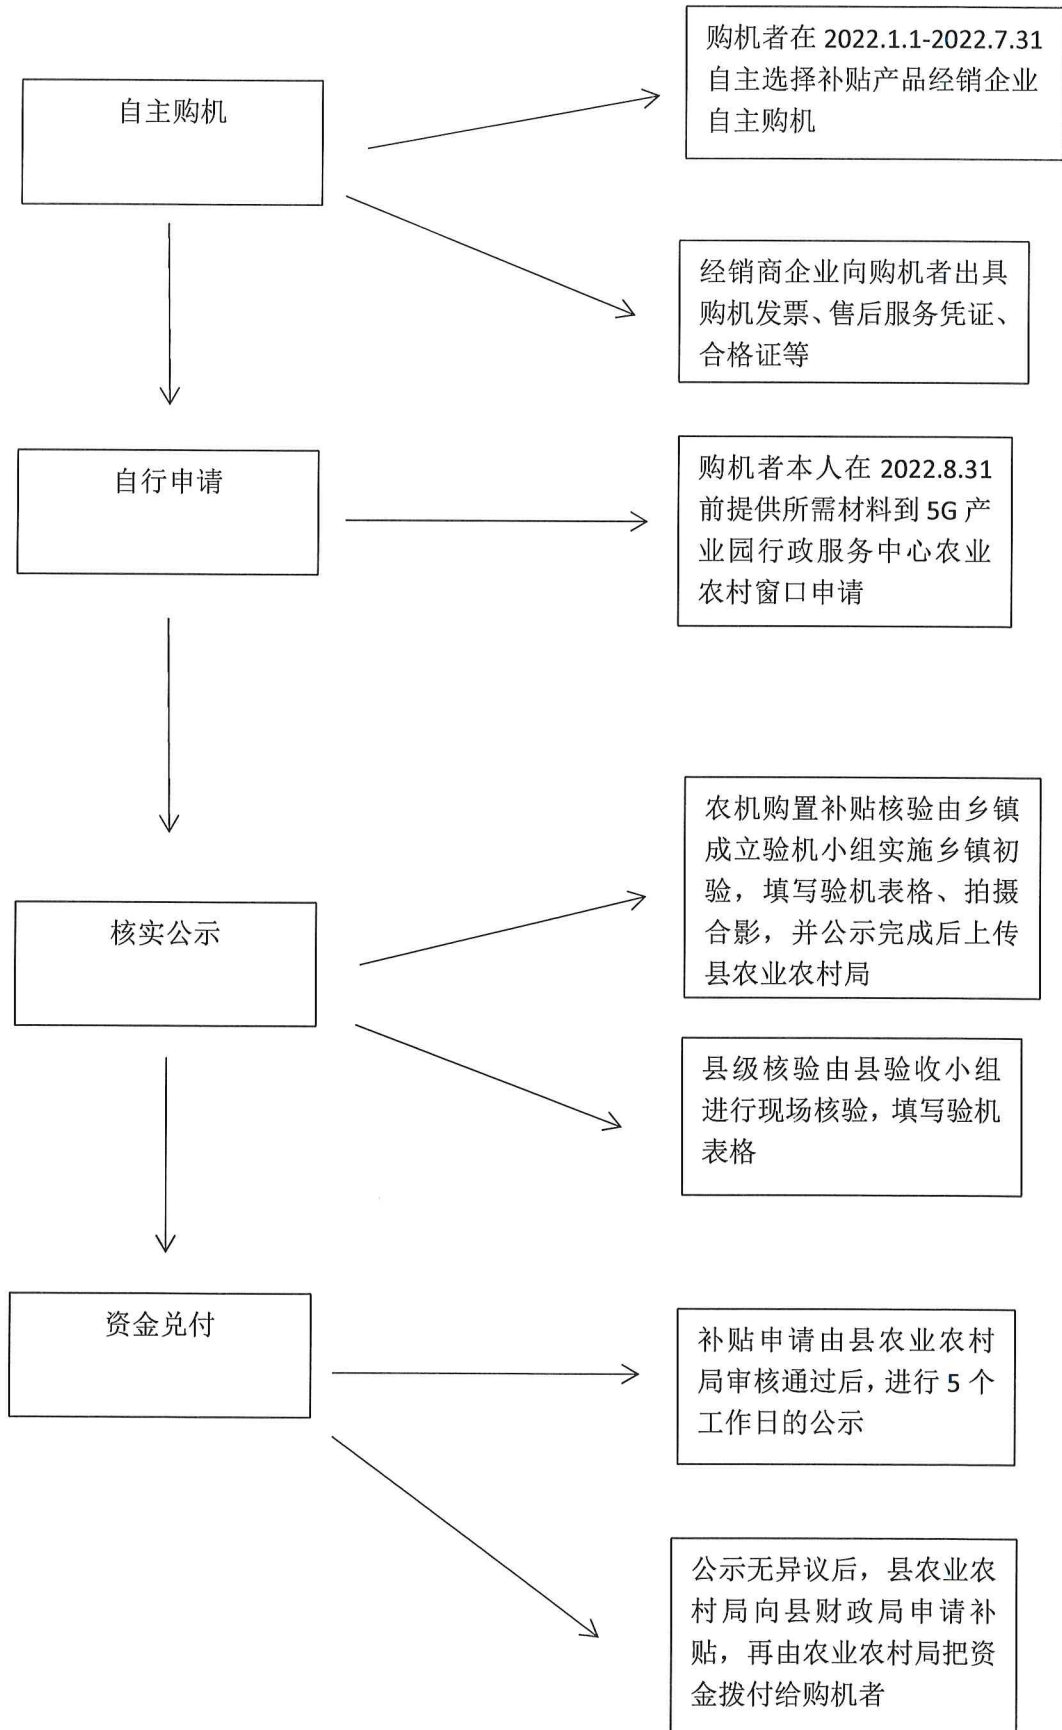 自主购机
购机者在 2022.1.1-2022.7.31
自主选择补贴产品经销企业
自主购机
经销商企业向购机者出具
购机发票、售后服务凭证、
合格证等
自行申请
购机者本人在 2022.8.31
前提供所需材料到 5G 产
业园行政服务中心农业
农村窗口申请
核实公示
农机购置补贴核验由乡镇
成立验机小组实施乡镇初
验，填写验机表格、拍摄
合影，并公示完成后上传
县农业农村局
县级核验由县验收小组
进行现场核验，填写验机
表格
资金兑付
补贴申请由县农业农村
局审核通过后，进行 5 个
工作日的公示
公示无异议后，县农业农
村局向县财政局申请补
贴，再由农业农村局把资
金拨付给购机者